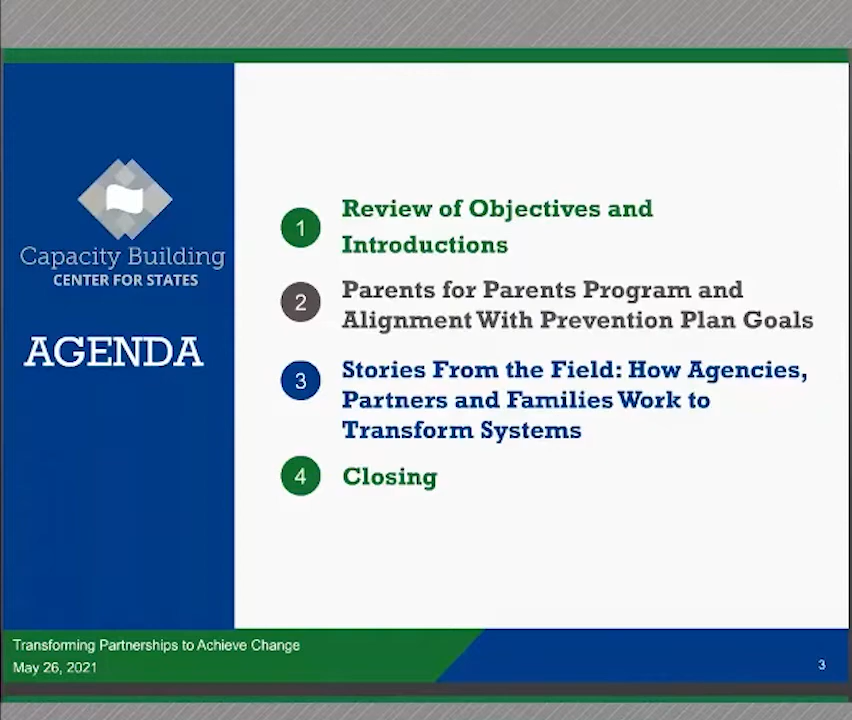 Capacity Building
CENTER FOR STATES
AGENDA
1
Review of Objectives and
Introductions
2
Parents for Parents Program and
Alignment With Prevention Plan Goals
3
Stories From the Field: How Agencies,
Partners and Families Work to
Transform Systems
4
Closing
Transforming Partnerships to Achieve Change
May 26, 2021
3